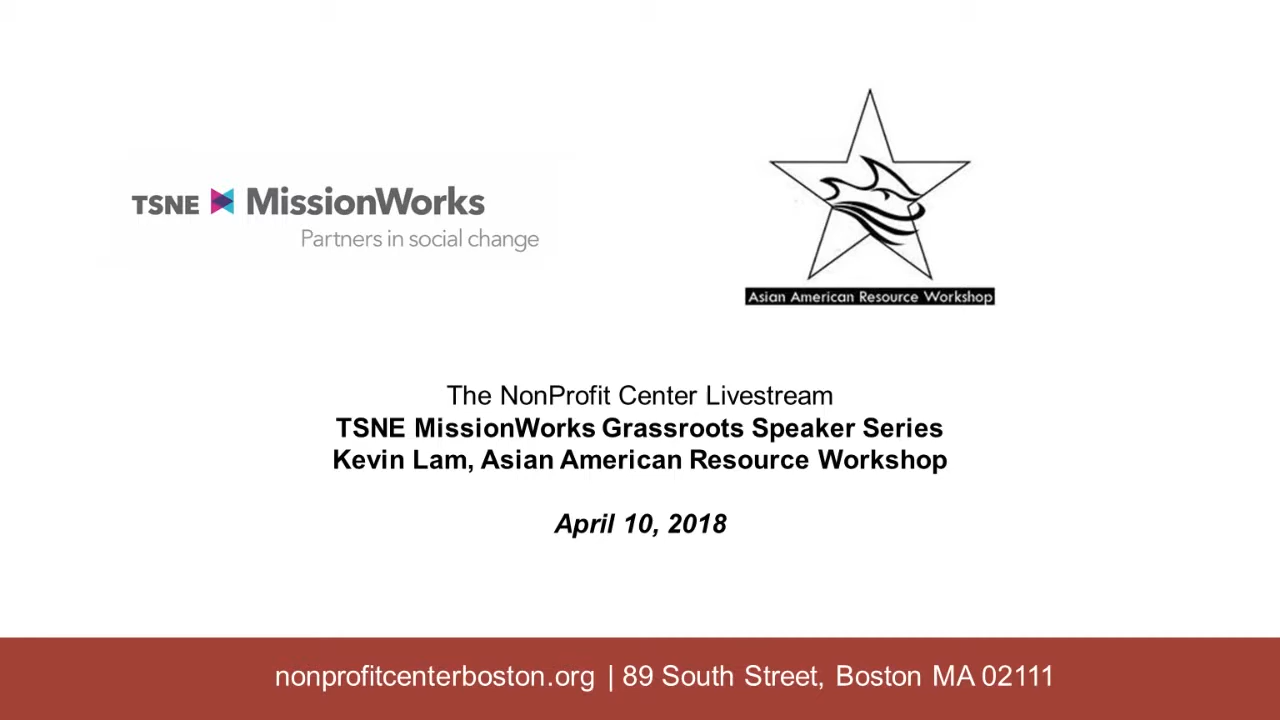 TSNE MissionWorks
Partners in social change
Asian American Resource Workshop
The NonProfit Center Livestream
TSNE MissionWorks Grassroots Speaker Series
Kevin Lam, Asian American Resource Workshop
April 10, 2018
nonprofitcenterboston.org | 89 South Street, Boston MA 02111